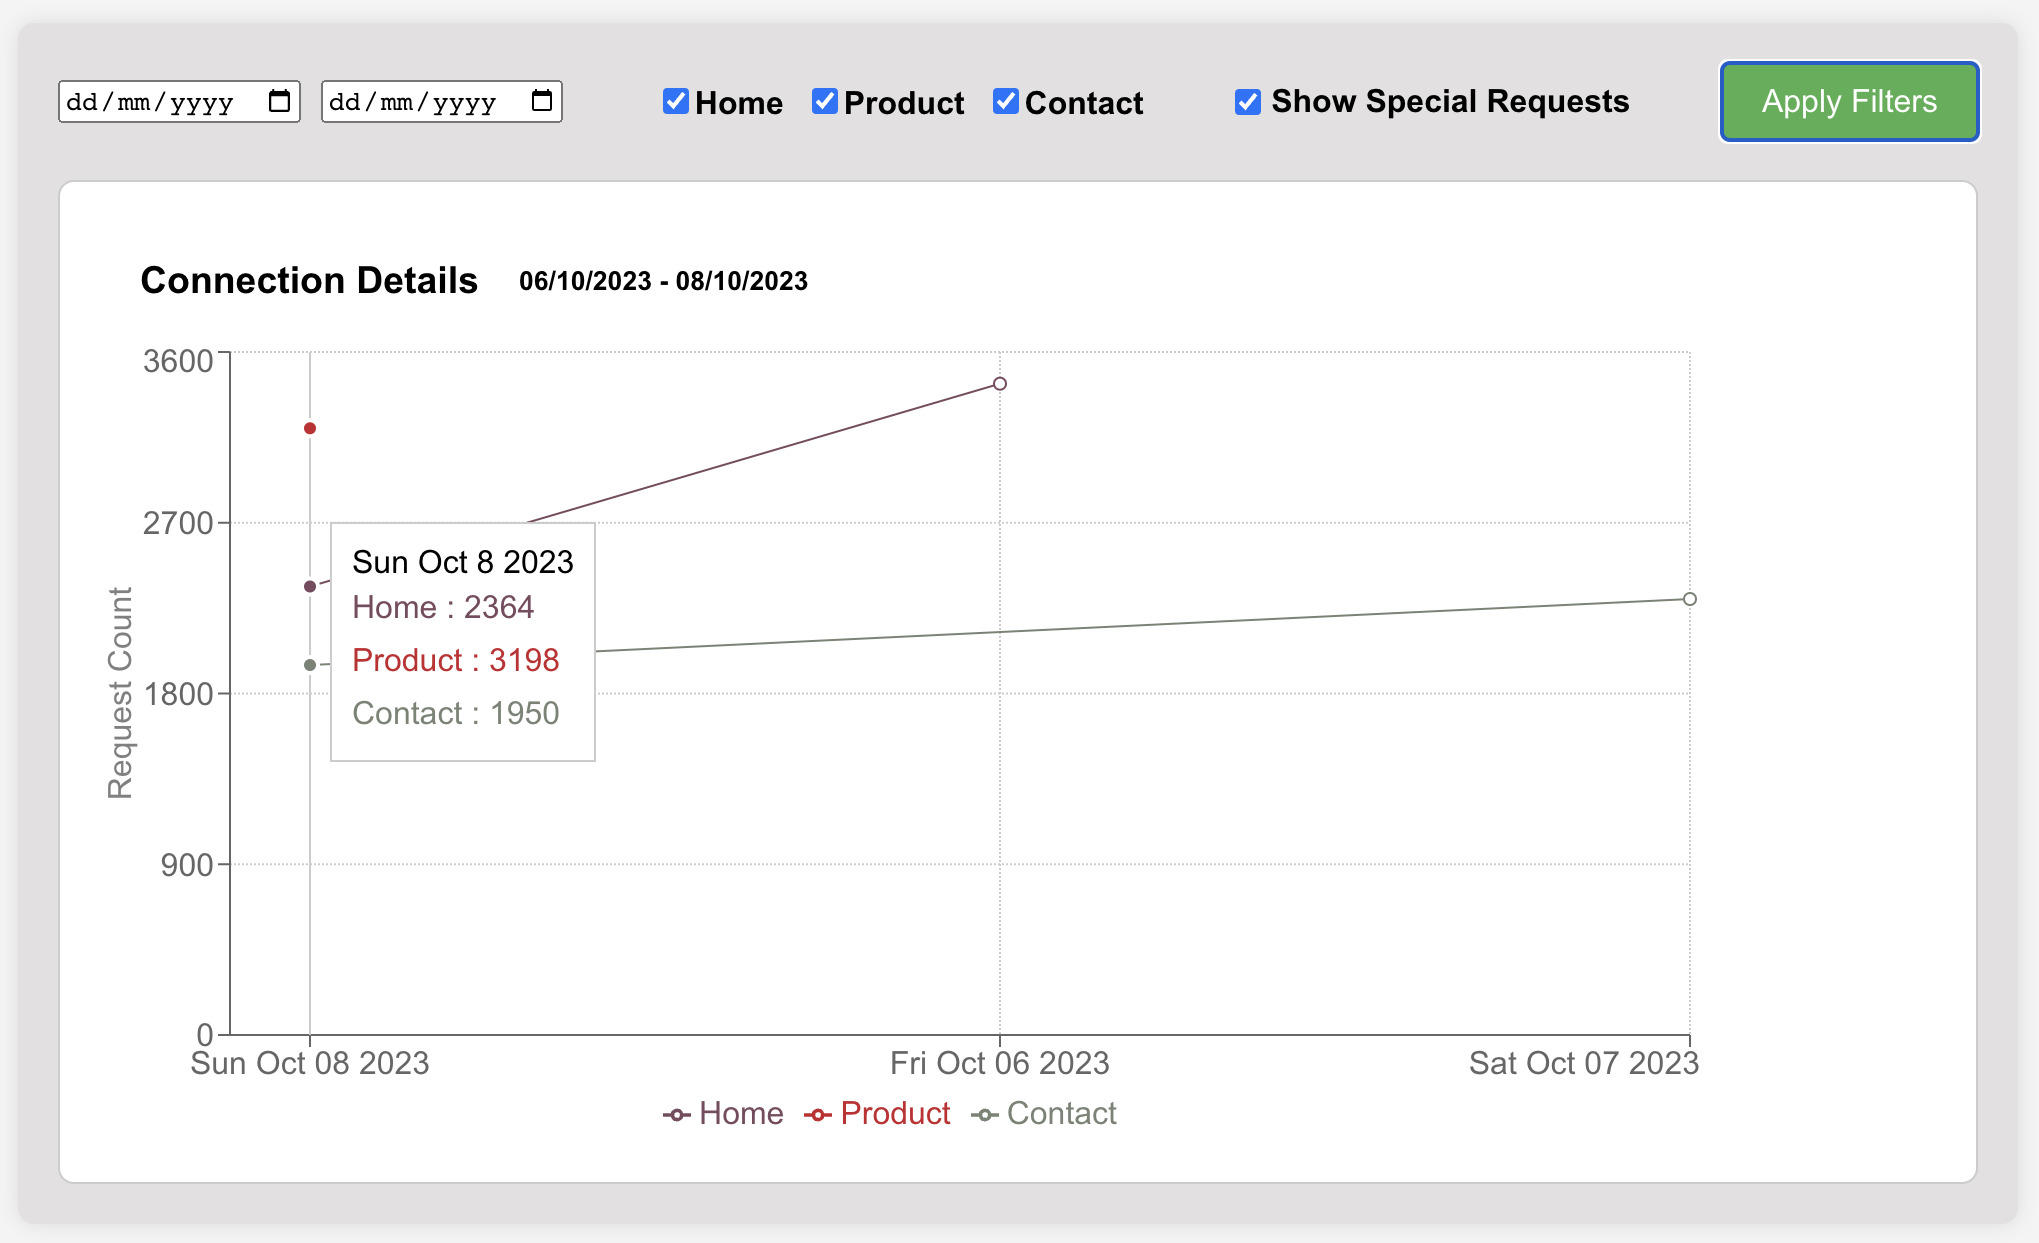 dd/mm/yyyy dd/mm/yyyy Home Product Contact Show Special Requests Apply Filters
Connection Details 06/10/2023 - 08/10/2023
3600
2700
1800
900
0
Request Count
Sun Oct 8 2023
Home : 2364
Product : 3198
Contact : 1950
Sun Oct 08 2023 Fri Oct 06 2023 Sat Oct 07 2023
Home Product Contact